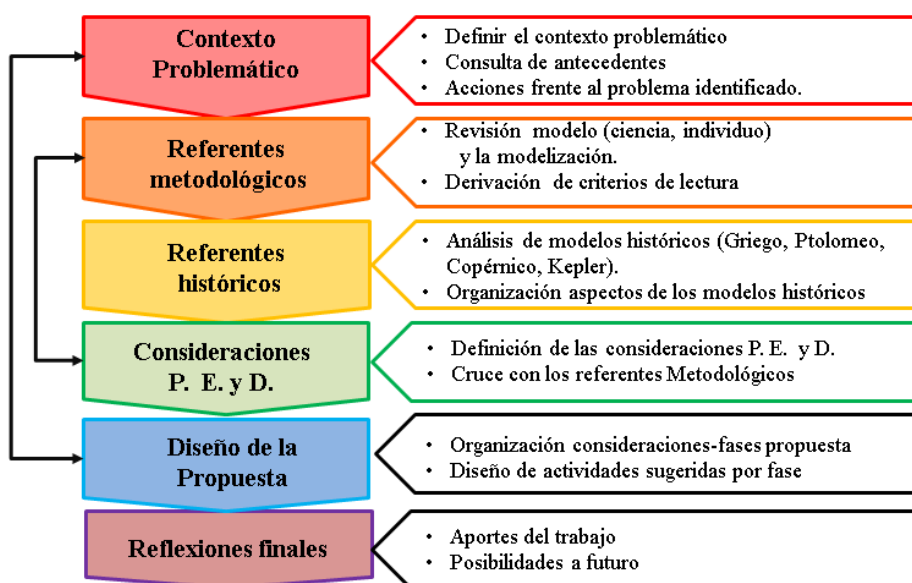 Contexto
Problemático
• Definir el contexto problemático
• Consulta de antecedentes
• Acciones frente al problema identificado.
Referentes
metodológicos
• Revisión modelo (ciencia, individuo)
y la modelización.
• Derivación de criterios de lectura
Referentes
históricos
• Análisis de modelos históricos (Griego, Ptolomeo,
Copérnico, Kepler).
• Organización aspectos de los modelos históricos
Consideraciones
P. E. y D.
• Definición de las consideraciones P. E. y D.
• Cruce con los referentes Metodológicos
Diseño de la
Propuesta
• Organización consideraciones-fases propuesta
• Diseño de actividades sugeridas por fase
Reflexiones finales
• Aportes del trabajo
• Posibilidades a futuro